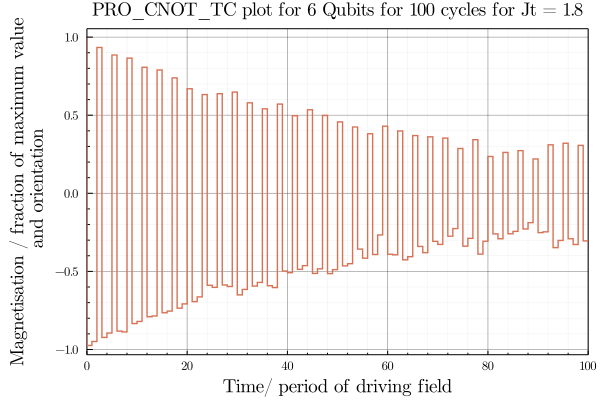 PRO_CNOT_TC plot for 6 Qubits for 100 cycles for Jt = 1.8
Magnetisation / fraction of maximum value
and orientation
1.0
0.5
0.0
−0.5
−1.0
0 20 40 60 80 100
Time/ period of driving field